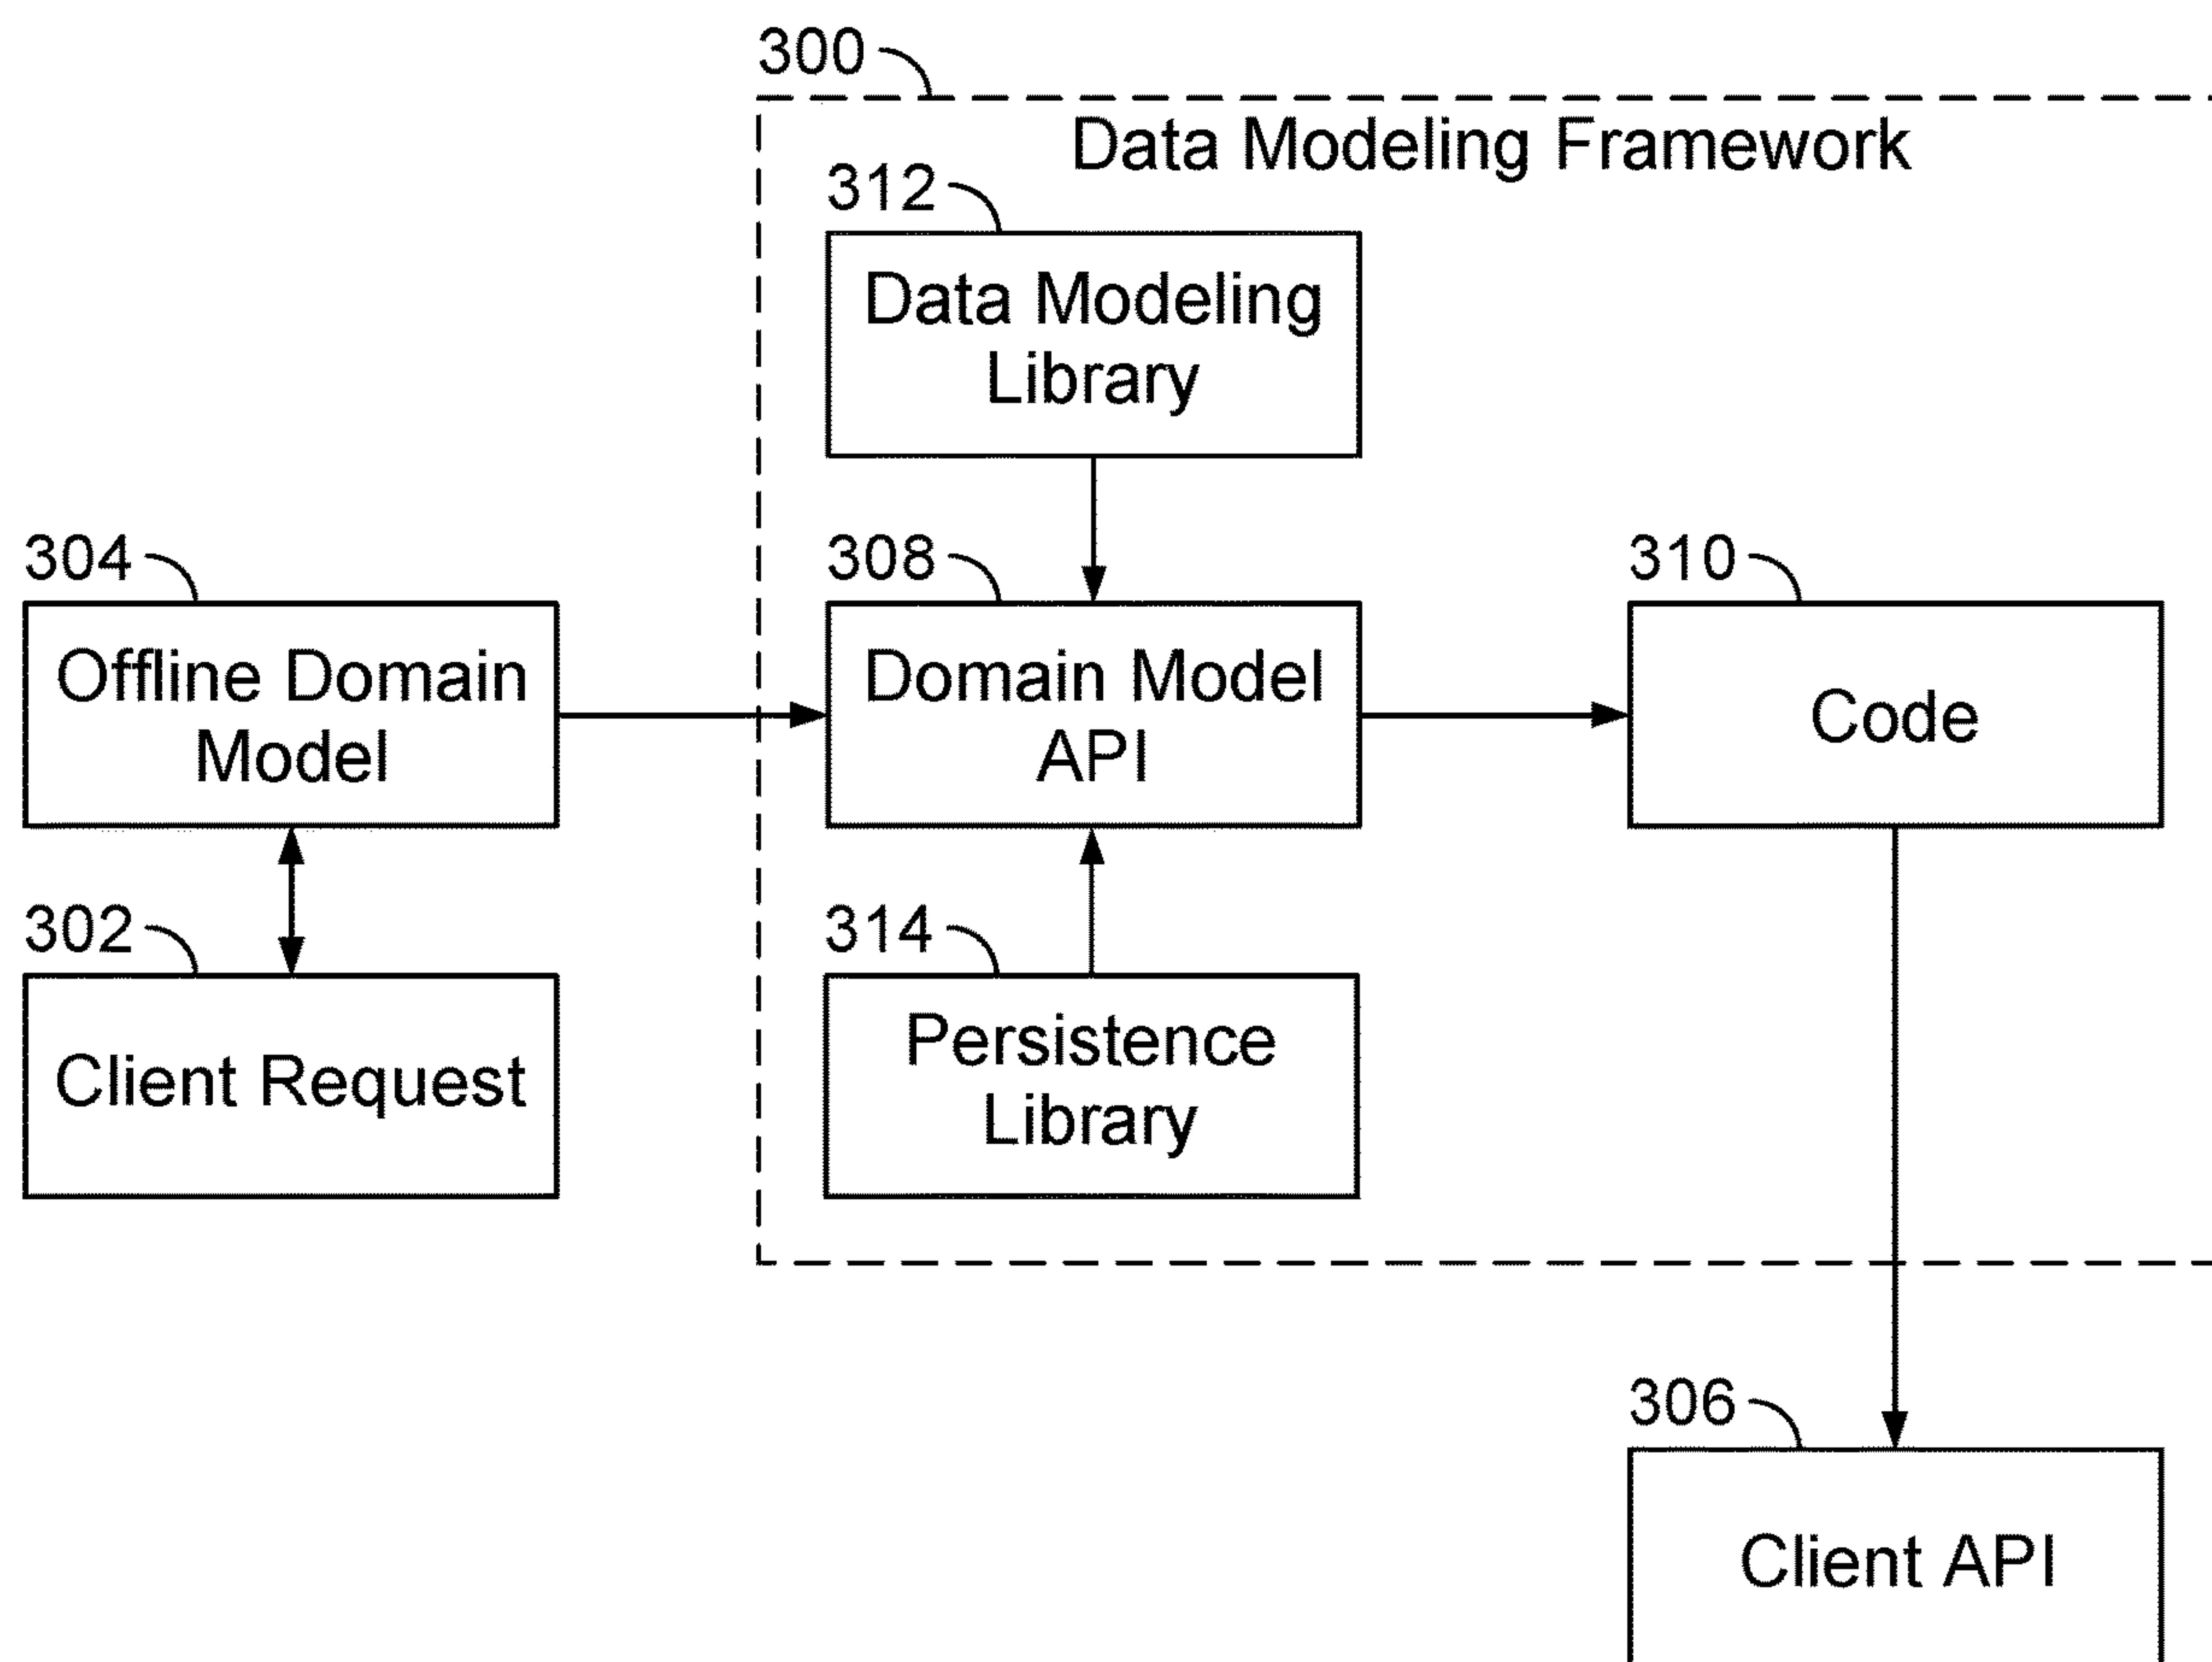 300
Data Modeling Framework
312
Data Modeling
Library
304
308
310
Offline Domain
Model
Domain Model
API
Code
302
314
Client Request
Persistence
Library
306
Client API